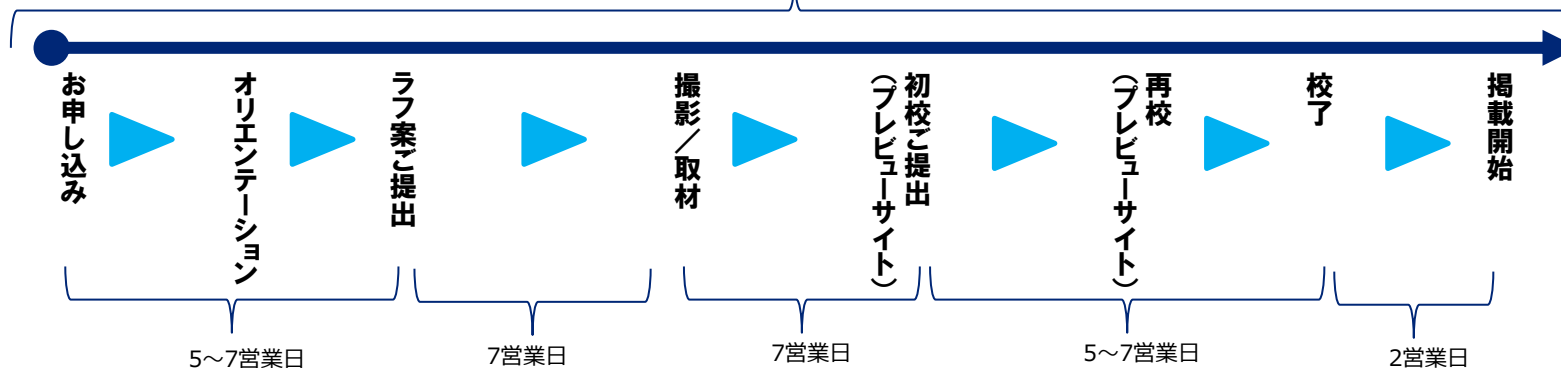 お申し込み
オリエンテーション
ラフ案ご提出
撮影／取材
初校ご提出
（プレビューサイト）
再校
（プレビューサイト）
校了
掲載開始
5～7営業日
7営業日
7営業日
5～7営業日
2営業日